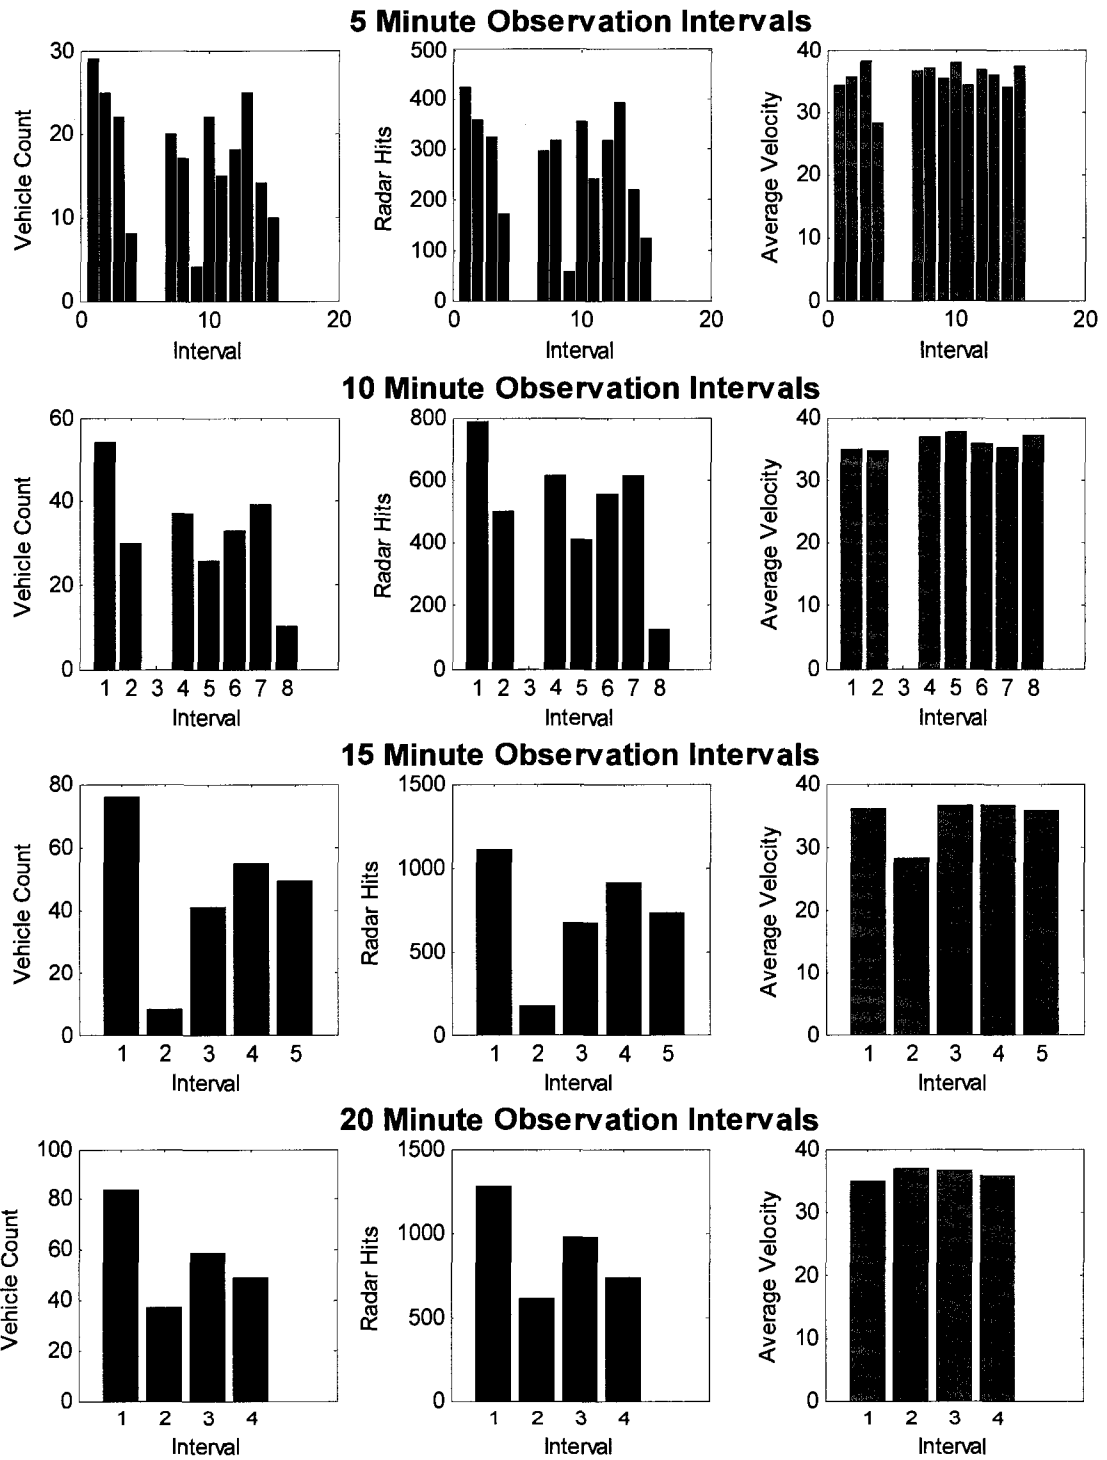 5 Minute Observation Intervals
Vehicle Count
30
20
10
0
0 10 20
Interval
Radar Hits
500
400
300
200
100
0
0 10 20
Interval
Average Velocity
40
30
20
10
0
0 10 20
Interval
10 Minute Observation Intervals
Vehicle Count
60
40
20
0
1 2 3 4 5 6 7 8
Interval
Radar Hits
800
600
400
200
0
1 2 3 4 5 6 7 8
Interval
Average Velocity
40
30
20
10
0
1 2 3 4 5 6 7 8
Interval
15 Minute Observation Intervals
Vehicle Count
80
60
40
20
0
1 2 3 4 5
Interval
Radar Hits
1500
1000
500
0
1 2 3 4 5
Interval
Average Velocity
40
30
20
10
0
1 2 3 4 5
Interval
20 Minute Observation Intervals
Vehicle Count
100
80
60
40
20
0
1 2 3 4
Interval
Radar Hits
1500
1000
500
0
1 2 3 4
Interval
Average Velocity
40
30
20
10
0
1 2 3 4
Interval